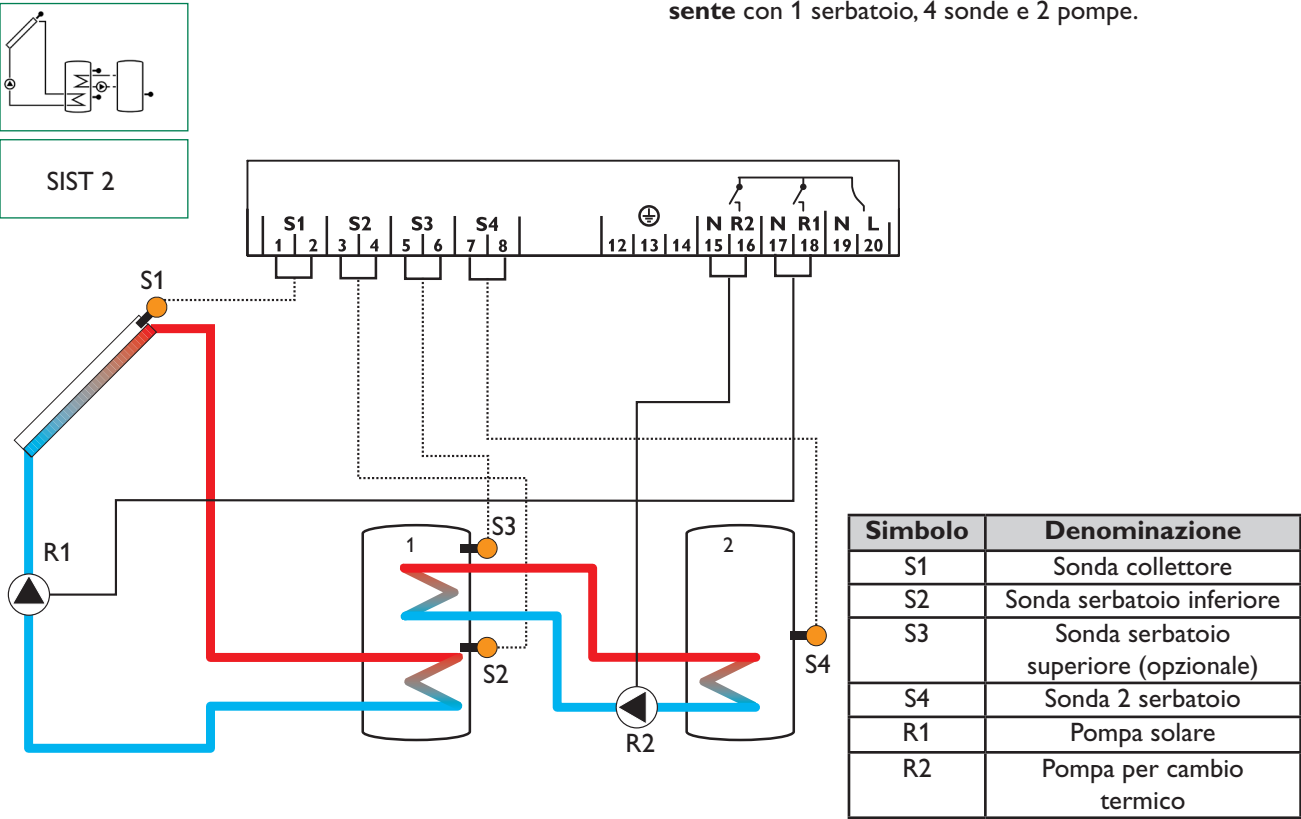 sente con 1 serbatoio, 4 sonde e 2 pompe.
SIST 2
S1 S2 S3 S4 N R2 N R1 N L
1 2 3 4 5 6 7 8 12 13 14 15 16 17 18 19 20
S1
S3
1
2
R1
S2
S4
R2
Simbolo Denominazione
S1 Sonda collettore
S2 Sonda serbatoio inferiore
S3 Sonda serbatoio
superiore (opzionale)
S4 Sonda 2 serbatoio
R1 Pompa solare
R2 Pompa per cambio
termico